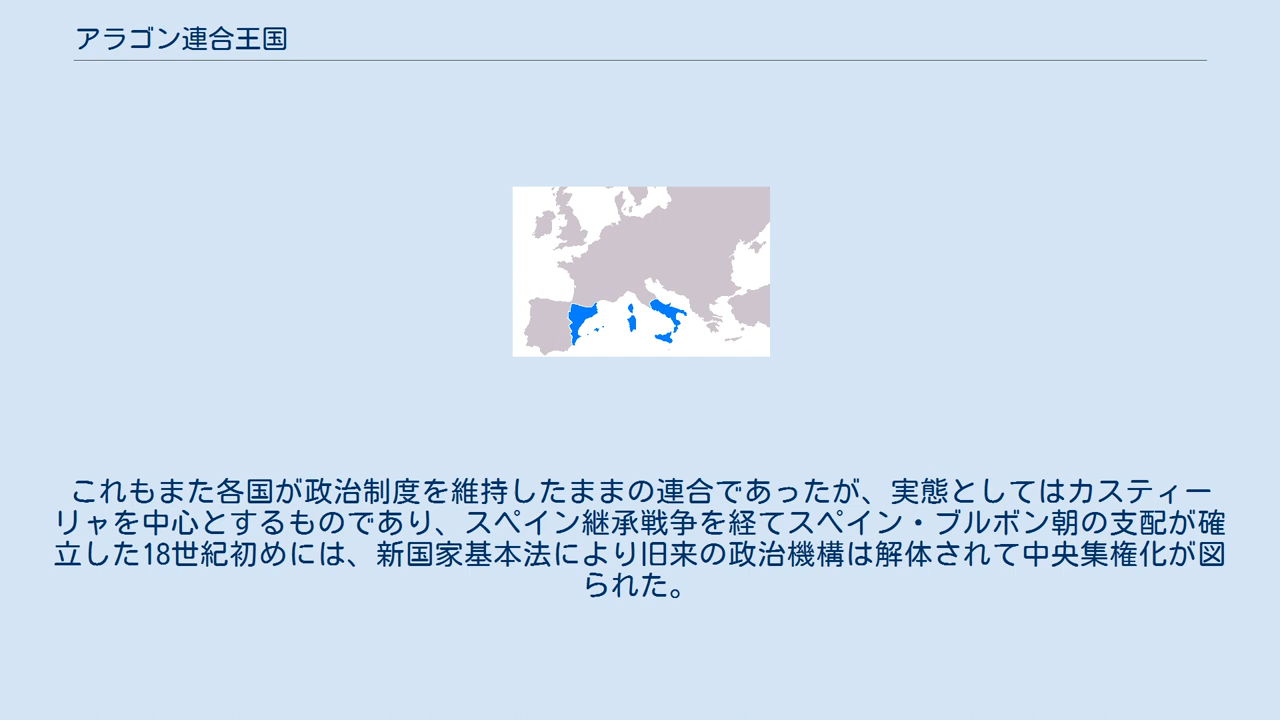 アラゴン連合王国
これもまた各国が政治制度を維持したままの連合であったが、実態としてはカスティー
リャを中心とするものであり、スペイン継承戦争を経てスペイン・ブルボン朝の支配が確
立した18世紀初めには、新国家基本法により旧来の政治機構は解体されて中央集権化が図
られた。